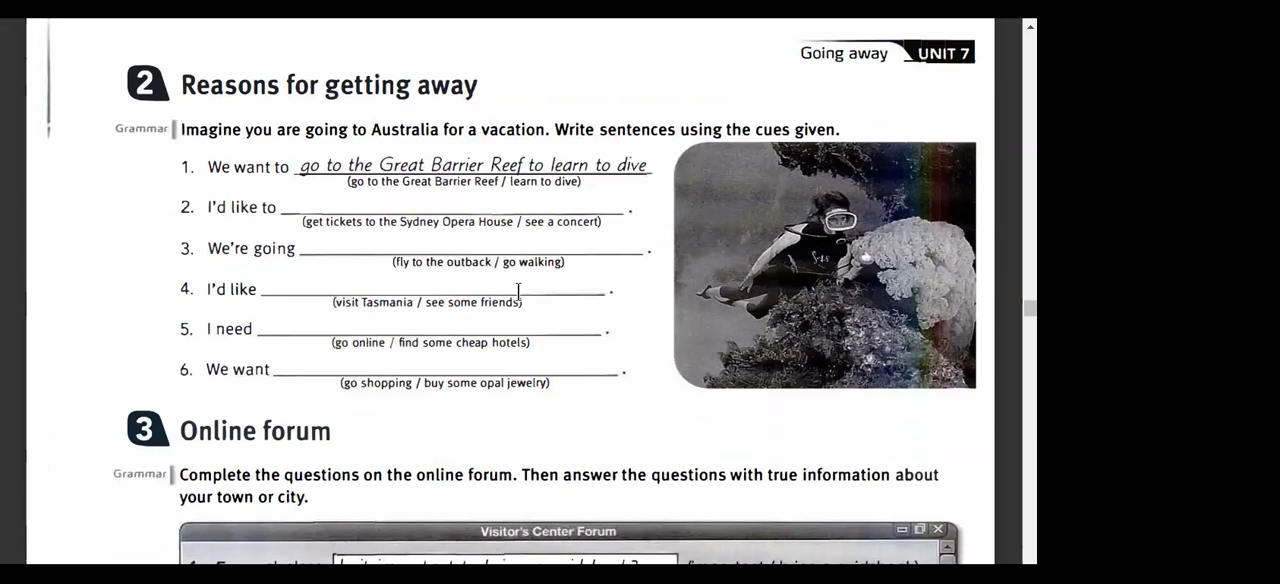 Going away UNIT 7
2 Reasons for getting away
Grammar Imagine you are going to Australia for a vacation. Write sentences using the cues given.
1. We want to go to the Great Barrier Reef to learn to dive
(go to the Great Barrier Reef / learn to dive)
2. I'd like to .
(get tickets to the Sydney Opera House / see a concert)
3. We're going .
(fly to the outback / go walking)
4. I'd like .
(visit Tasmania / see some friends)
5. I need .
(go online / find some cheap hotels)
6. We want .
(go shopping / buy some opal jewelry)
3 Online forum
Grammar Complete the questions on the online forum. Then answer the questions with true information about
your town or city.
Visitor's Center Forum